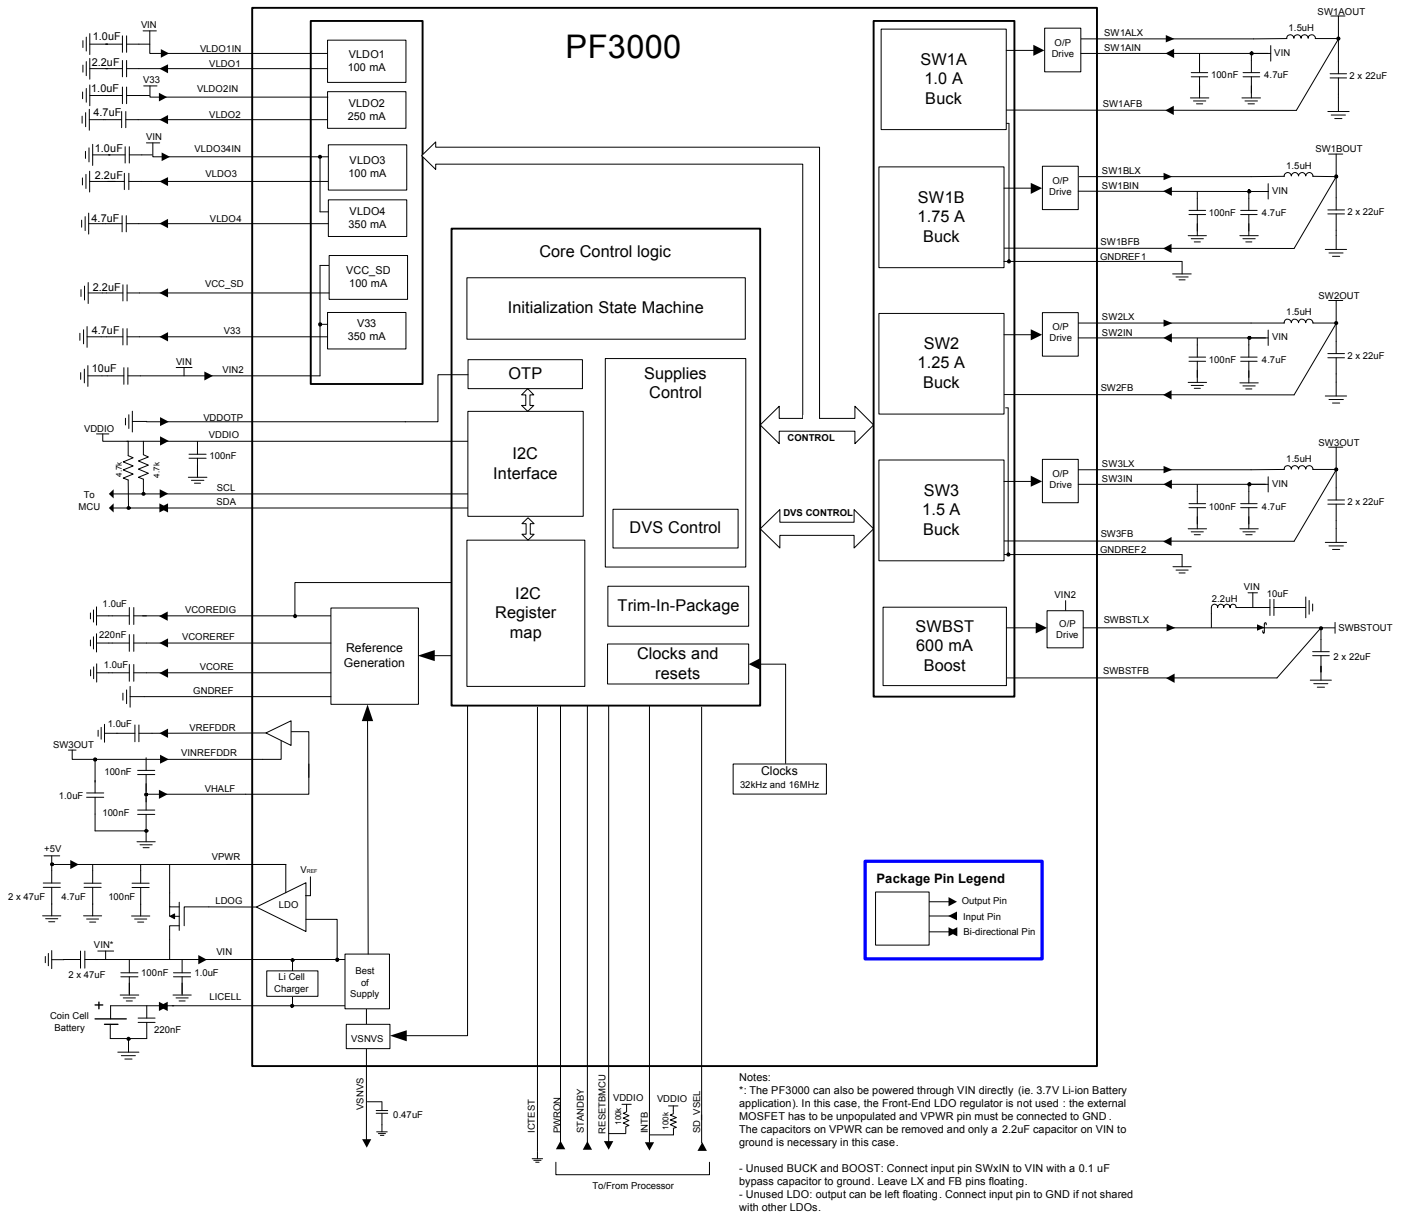 PF3000
VIN
1.0uF
VLDO1IN
2.2uF
VLDO1
V33
1.0uF
VLDO2IN
4.7uF
VLDO2
VIN
1.0uF
VLDO34IN
2.2uF
VLDO3
4.7uF
VLDO4
2.2uF
VCC_SD
4.7uF
V33
VIN
10uF
VIN2
VLDO1
100 mA
VLDO2
250 mA
VLDO3
100 mA
VLDO4
350 mA
VCC_SD
100 mA
V33
350 mA
VDDOTP
VDDIO
VDDIO
100nF
4.7k
4.7k
To
MCU
SCL
SDA
Core Control logic
Initialization State Machine
OTP
I2C
Interface
I2C
Register
map
Supplies
Control
DVS Control
Trim-In-Package
Clocks and
resets
CONTROL
DVS CONTROL
Clocks
32kHz and 16MHz
SW1A
1.0 A
Buck
SW1B
1.75 A
Buck
SW2
1.25 A
Buck
SW3
1.5 A
Buck
SWBST
600 mA
Boost
O/P
Drive
SW1ALX
SW1AIN
SW1AFB
1.5uH
SW1AOUT
VIN
100nF
4.7uF
2 x 22uF
O/P
Drive
SW1BLX
SW1BIN
SW1BFB
GNDREF1
1.5uH
SW1BOUT
VIN
100nF
4.7uF
2 x 22uF
O/P
Drive
SW2LX
SW2IN
SW2FB
1.5uH
SW2OUT
VIN
100nF
4.7uF
2 x 22uF
O/P
Drive
SW3LX
SW3IN
SW3FB
GNDREF2
1.5uH
SW3OUT
VIN
100nF
4.7uF
2 x 22uF
VIN2
O/P
Drive
SWBSTLX
SWBSTFB
2.2uH
VIN
10uF
SWBSTOUT
2 x 22uF
1.0uF
VCOREDIG
220nF
VCOREREF
1.0uF
VCORE
GNDREF
Reference
Generation
1.0uF
VREFDDR
SW3OUT
VINREFDDR
100nF
1.0uF
VHALF
100nF
+5V
VPWR
2 x 47uF
4.7uF
100nF
LDOG
LDO
VREF
VIN*
VIN
2 x 47uF
100nF
1.0uF
Li Cell
Charger
Best
of
Supply
LICELL
+
Coin Cell
Battery
220nF
VSNVS
VSNVS
0.47uF
ICTEST
PWRON
STANDBY
RESETBMCU
VDDIO
100k
INTB
VDDIO
100k
SD_VSEL
To/From Processor
Package Pin Legend
Output Pin
Input Pin
Bi-directional Pin
Notes:
*: The PF3000 can also be powered through VIN directly (ie. 3.7V Li-ion Battery
application). In this case, the Front-End LDO regulator is not used : the external
MOSFET has to be unpopulated and VPWR pin must be connected to GND .
The capacitors on VPWR can be removed and only a 2.2uF capacitor on VIN to
ground is necessary in this case.
- Unused BUCK and BOOST: Connect input pin SWxIN to VIN with a 0.1 uF
bypass capacitor to ground. Leave LX and FB pins floating.
- Unused LDO: output can be left floating. Connect input pin to GND if not shared
with other LDOs.